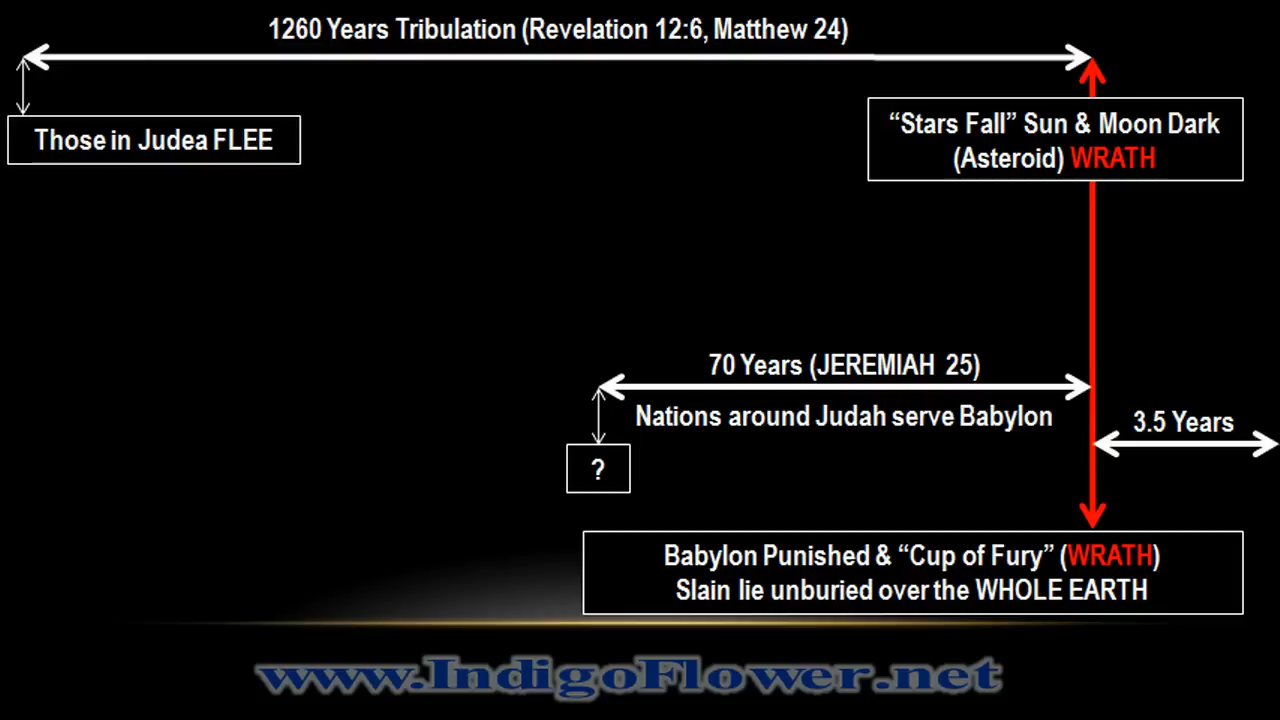 1260 Years Tribulation (Revelation 12:6, Matthew 24)
Those in Judea FLEE
“Stars Fall” Sun & Moon Dark
(Asteroid) WRATH
70 Years (JEREMIAH 25)
Nations around Judah serve Babylon
3.5 Years
?
Babylon Punished & “Cup of Fury” (WRATH)
Slain lie unburied over the WHOLE EARTH
www.IndigoFlower.net